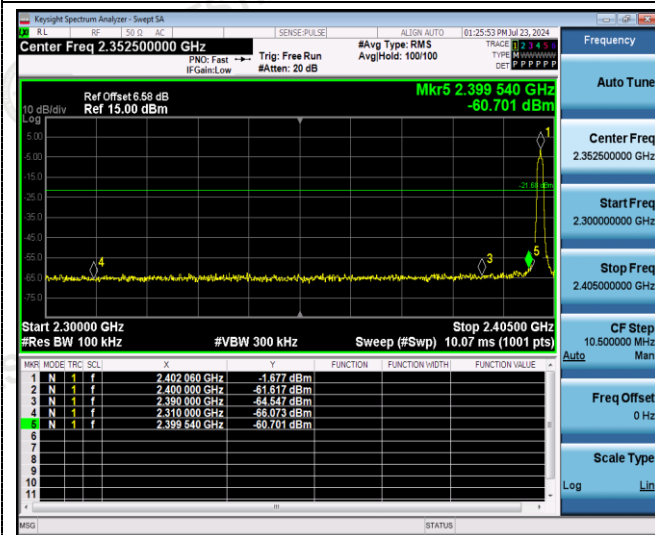 Keysight Spectrum Analyzer - Swept SA
RL RF 50 Ω AC SENSE:PULSE ALIGN AUTO 01:25:53 PM Jul 23, 2024
Center Freq 2.352500000 GHz
PNO: Fast
IFGain:Low
Trig: Free Run
#Atten: 20 dB
#Avg Type: RMS
Avg|Hold: 100/100
TRACE 1 2 3 4 5 6
TYPE M W W W W W
DET P P P P P P
Ref Offset 6.58 dB
Ref 15.00 dBm
10 dB/div
Log
Mkr5 2.399 540 GHz
-60.701 dBm
5.00
-5.00
-15.0
-25.0
-35.0
-45.0
-55.0
-65.0
-75.0
-21.68 dBm
1
3
4
5
Start 2.30000 GHz Stop 2.40500 GHz
#Res BW 100 kHz #VBW 300 kHz Sweep (#Swp) 10.07 ms (1001 pts)
MKR MODE TRC SCL X Y FUNCTION FUNCTION WIDTH FUNCTION VALUE
1 N 1 f 2.402 060 GHz -1.677 dBm
2 N 1 f 2.400 000 GHz -61.617 dBm
3 N 1 f 2.390 000 GHz -64.547 dBm
4 N 1 f 2.310 000 GHz -66.073 dBm
5 N 1 f 2.399 540 GHz -60.701 dBm
6
7
8
9
10
11
MSG STATUS
Frequency
Auto Tune
Center Freq
2.352500000 GHz
Start Freq
2.300000000 GHz
Stop Freq
2.405000000 GHz
CF Step
10.500000 MHz
Auto Man
Freq Offset
0 Hz
Scale Type
Log Lin